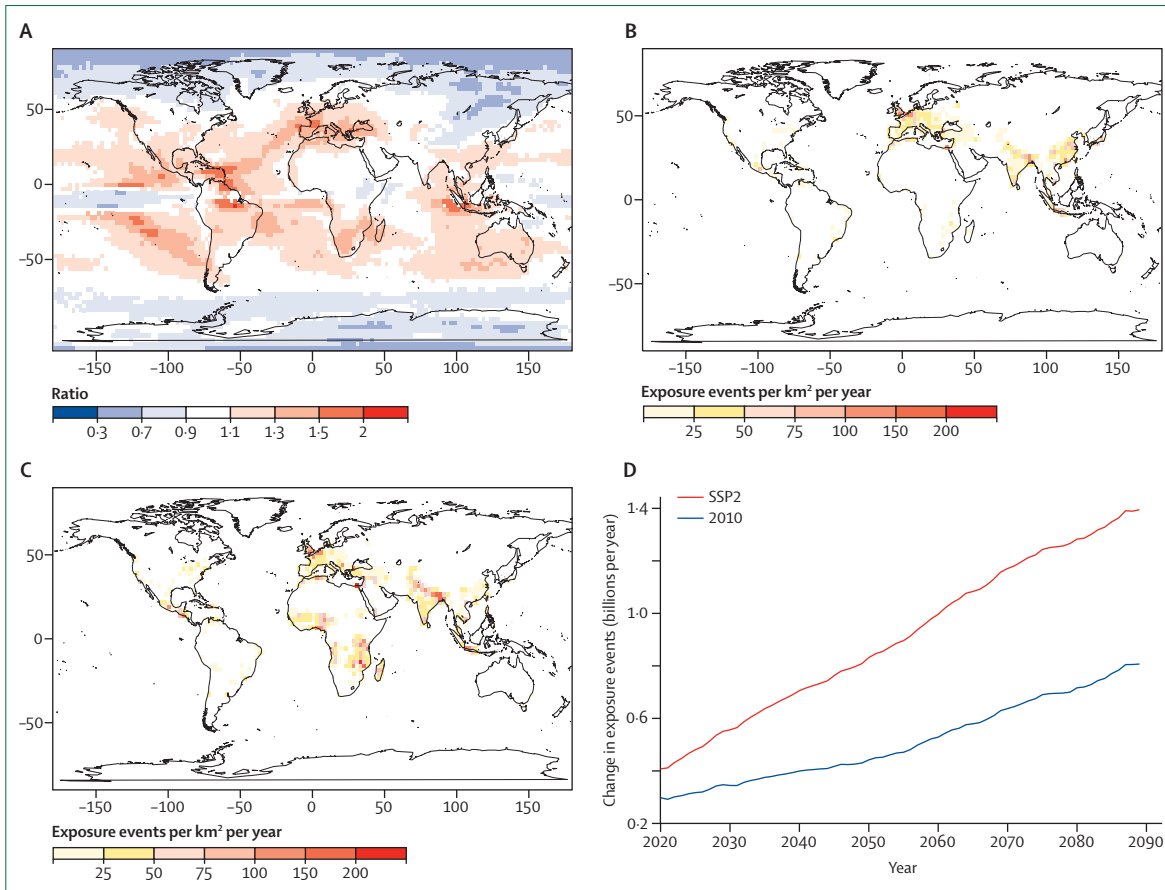 A
50
0
−50
−150 −100 −50 0 50 100 150
Ratio
0·3 0·7 0·9 1·1 1·3 1·5 2
B
50
0
−50
−150 −100 −50 0 50 100 150
Exposure events per km² per year
25 50 75 100 150 200
C
50
0
−50
−150 −100 −50 0 50 100 150
Exposure events per km² per year
25 50 75 100 150 200
D
SSP2
2010
Change in exposure events (billions per year)
1·4
1·0
0·6
0·2
2020 2030 2040 2050 2060 2070 2080 2090
Year